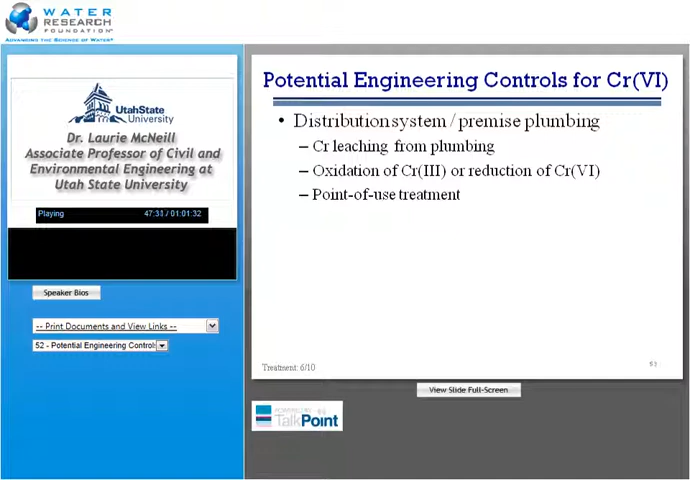 WATER
RESEARCH
FOUNDATION
ADVANCING THE SCIENCE OF WATER
UtahState
University
Dr. Laurie McNeill
Associate Professor of Civil and
Environmental Engineering at
Utah State University
Playing 47:31 / 01:01:32
Speaker Bios
-- Print Documents and View Links --
52 - Potential Engineering Controls
Potential Engineering Controls for Cr(VI)
• Distribution system / premise plumbing
– Cr leaching from plumbing
– Oxidation of Cr(III) or reduction of Cr(VI)
– Point-of-use treatment
Treatment: 6/10
View Slide Full-Screen
POWERED BY
TalkPoint